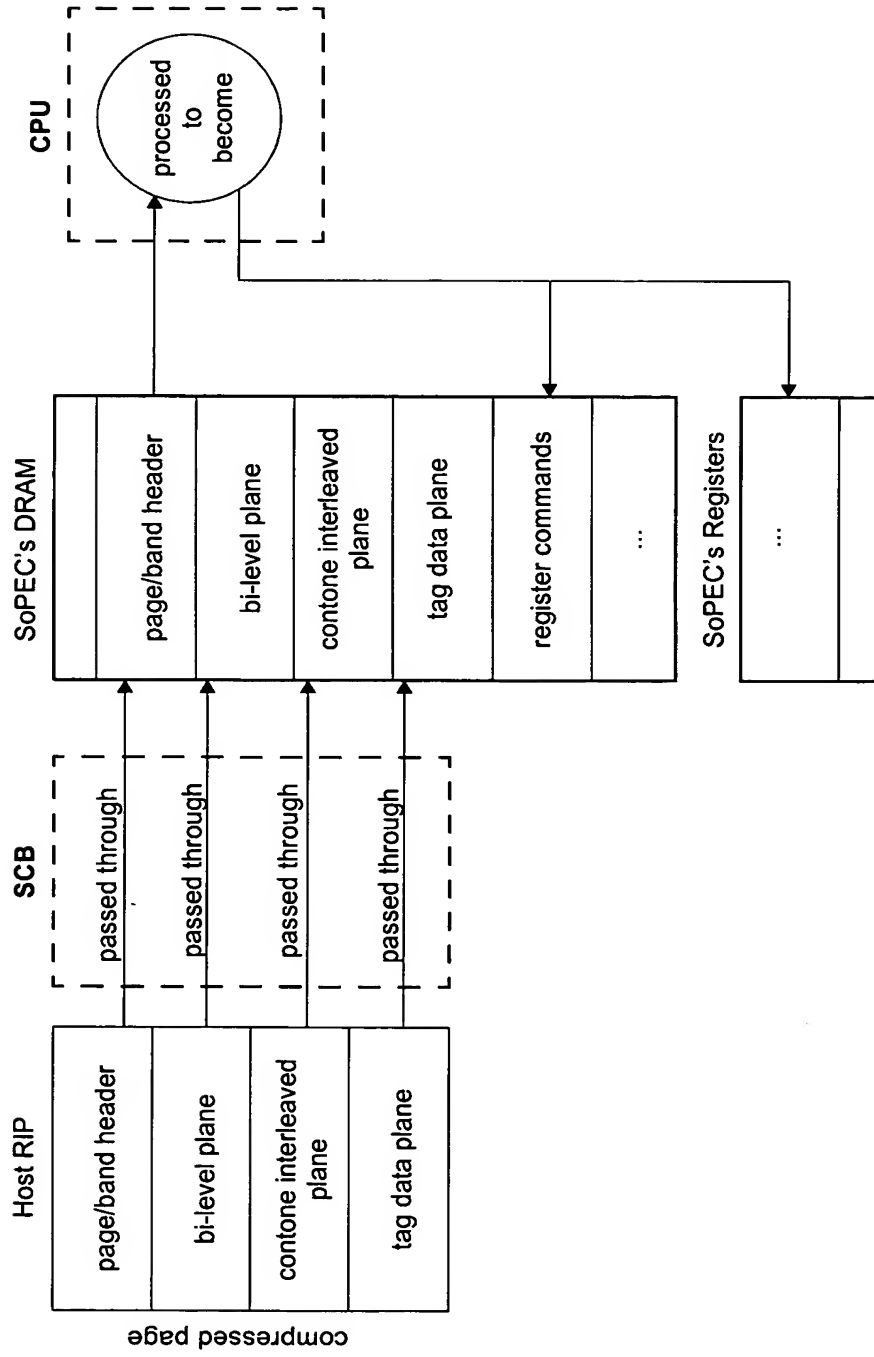 Host RIP
compressed page
page/band header
bi-level plane
contone interleaved
plane
tag data plane
SCB
passed through
passed through
passed through
passed through
SoPEC's DRAM
page/band header
bi-level plane
contone interleaved
plane
tag data plane
register commands
...
CPU
processed
to
become
SoPEC's Registers
...